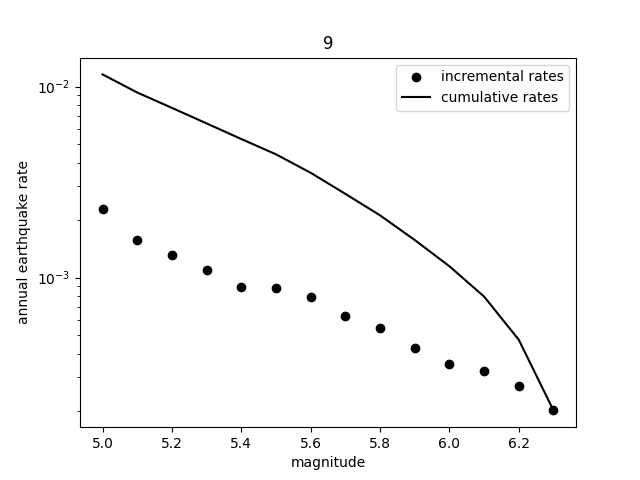 9
incremental rates
cumulative rates
annual earthquake rate
10⁻²
10⁻³
5.0 5.2 5.4 5.6 5.8 6.0 6.2
magnitude